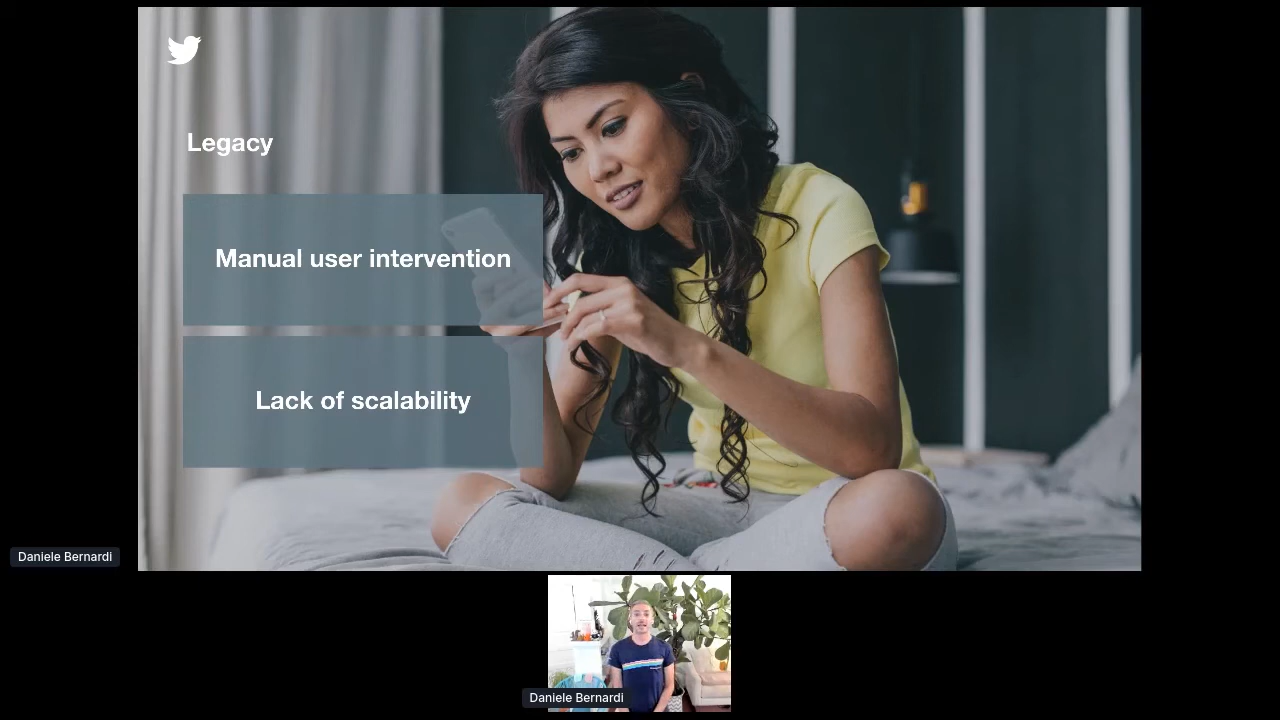 Legacy
Manual user intervention
Lack of scalability
Daniele Bernardi
Daniele Bernardi